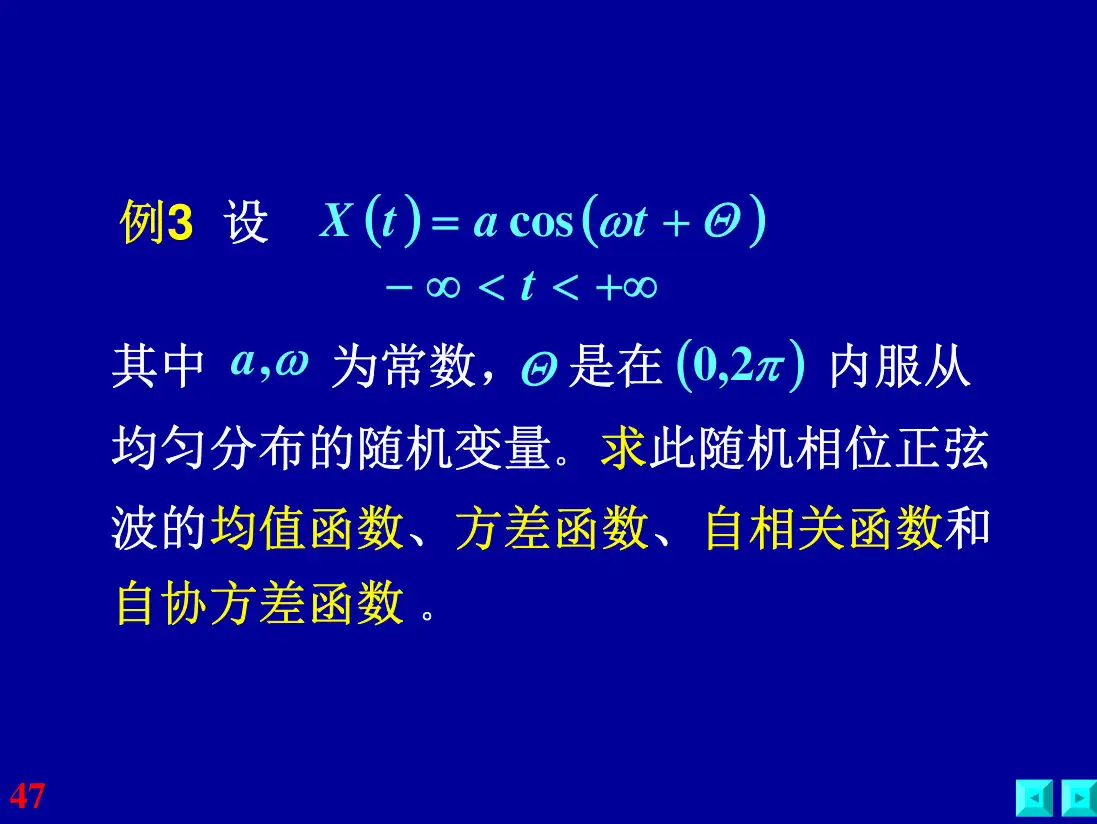 例3 设 X(t) = a cos(ωt + Θ)
− ∞ < t < +∞
其中 a,ω 为常数，Θ 是在 (0,2π) 内服从
均匀分布的随机变量。求此随机相位正弦
波的均值函数、方差函数、自相关函数和
自协方差函数 。
47